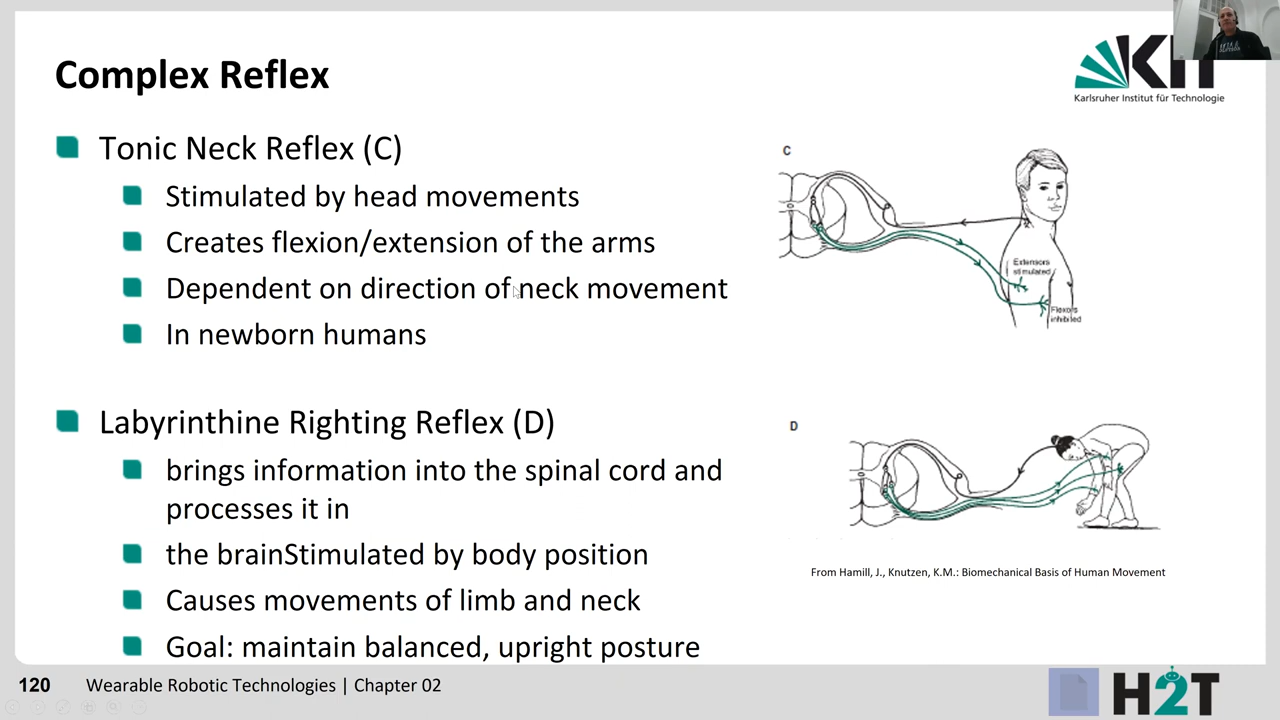 Complex Reflex
KIT
Karlsruher Institut für Technologie
Tonic Neck Reflex (C)
Stimulated by head movements
Creates flexion/extension of the arms
Dependent on direction of neck movement
In newborn humans
C
Extensors
stimulated
Flexors
inhibited
Labyrinthine Righting Reflex (D)
brings information into the spinal cord and
processes it in
the brainStimulated by body position
Causes movements of limb and neck
Goal: maintain balanced, upright posture
D
From Hamill, J., Knutzen, K.M.: Biomechanical Basis of Human Movement
120 Wearable Robotic Technologies | Chapter 02
H2T